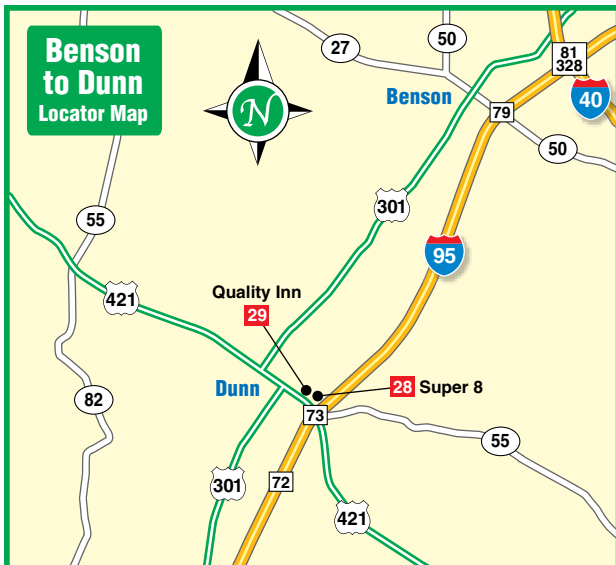 Benson
to Dunn
Locator Map
N
27
50
81
328
40
Benson
79
50
301
55
95
421
Quality Inn
29
Dunn
28 Super 8
82
73
55
301
72
421